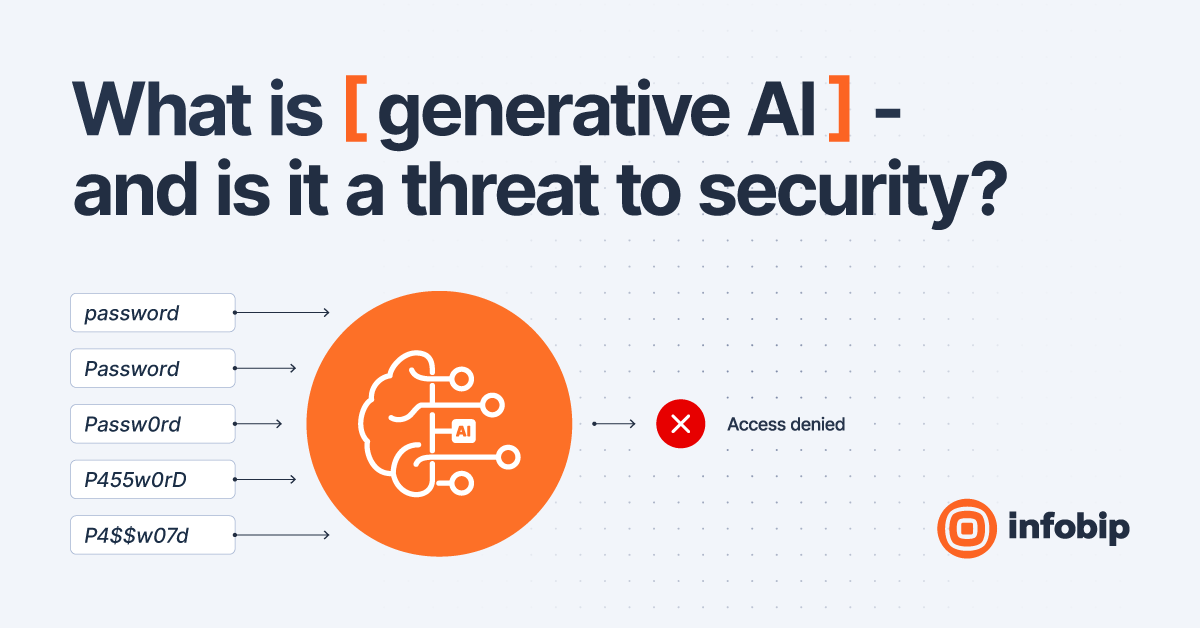 What is [ generative AI ] -
and is it a threat to security?
password
Password
Passw0rd
P455w0rD
P4$$w07d
AI
Access denied
infobip